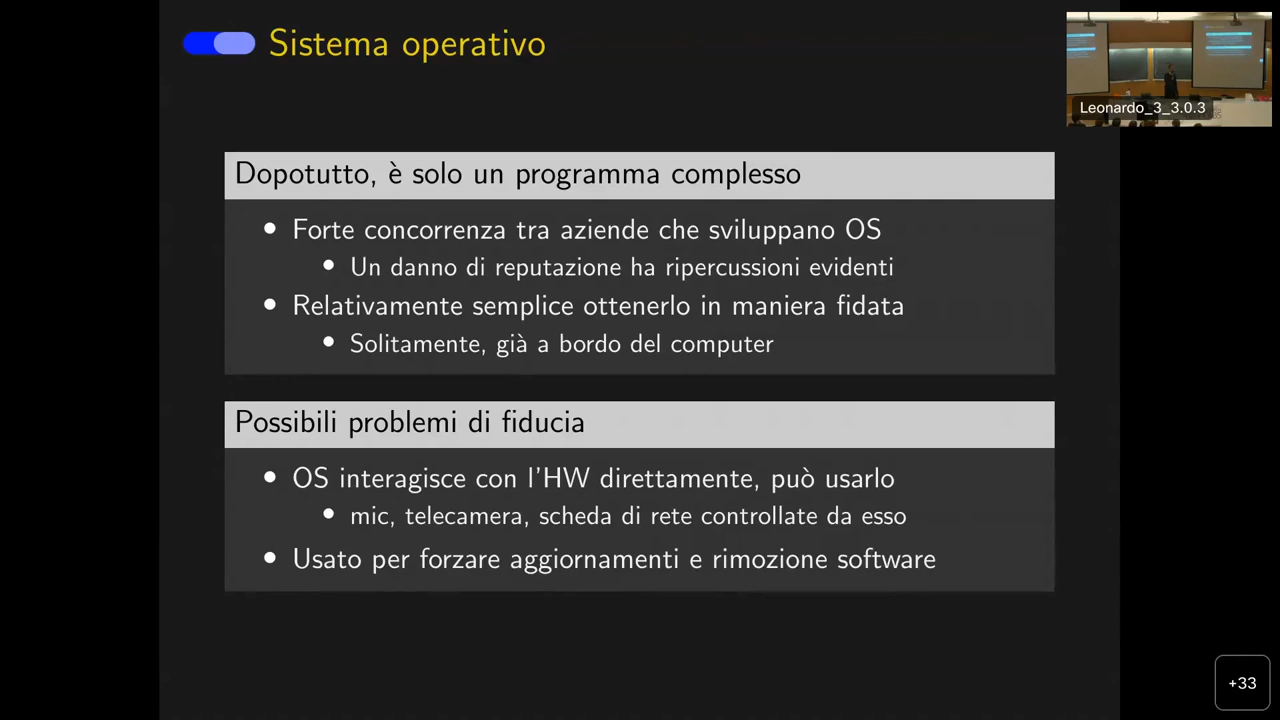 Sistema operativo
Leonardo_3_3.0.3
Dopotutto, è solo un programma complesso
Forte concorrenza tra aziende che sviluppano OS
Un danno di reputazione ha ripercussioni evidenti
Relativamente semplice ottenerlo in maniera fidata
Solitamente, già a bordo del computer
Possibili problemi di fiducia
OS interagisce con l'HW direttamente, può usarlo
mic, telecamera, scheda di rete controllate da esso
Usato per forzare aggiornamenti e rimozione software
+33